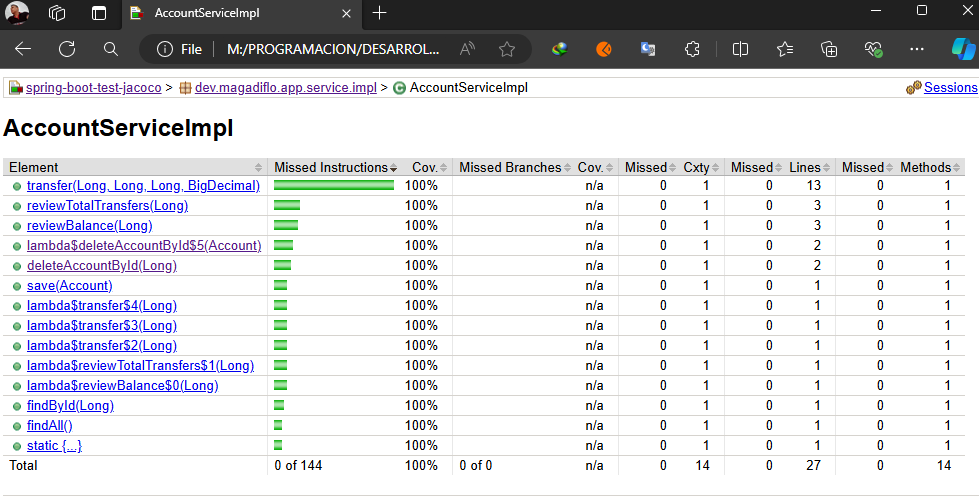 AccountServiceImpl
File M:/PROGRAMACION/DESARROL...
spring-boot-test-jacoco > dev.magadiflo.app.service.impl > AccountServiceImpl Sessions
AccountServiceImpl
Element Missed Instructions Cov. Missed Branches Cov. Missed Cxty Missed Lines Missed Methods
transfer(Long, Long, Long, BigDecimal) 100% n/a 0 1 0 13 0 1
reviewTotalTransfers(Long) 100% n/a 0 1 0 3 0 1
reviewBalance(Long) 100% n/a 0 1 0 3 0 1
lambda$deleteAccountById$5(Account) 100% n/a 0 1 0 2 0 1
deleteAccountById(Long) 100% n/a 0 1 0 2 0 1
save(Account) 100% n/a 0 1 0 1 0 1
lambda$transfer$4(Long) 100% n/a 0 1 0 1 0 1
lambda$transfer$3(Long) 100% n/a 0 1 0 1 0 1
lambda$transfer$2(Long) 100% n/a 0 1 0 1 0 1
lambda$reviewTotalTransfers$1(Long) 100% n/a 0 1 0 1 0 1
lambda$reviewBalance$0(Long) 100% n/a 0 1 0 1 0 1
findById(Long) 100% n/a 0 1 0 1 0 1
findAll() 100% n/a 0 1 0 1 0 1
static {...} 100% n/a 0 1 0 1 0 1
Total 0 of 144 100% 0 of 0 n/a 0 14 0 27 0 14